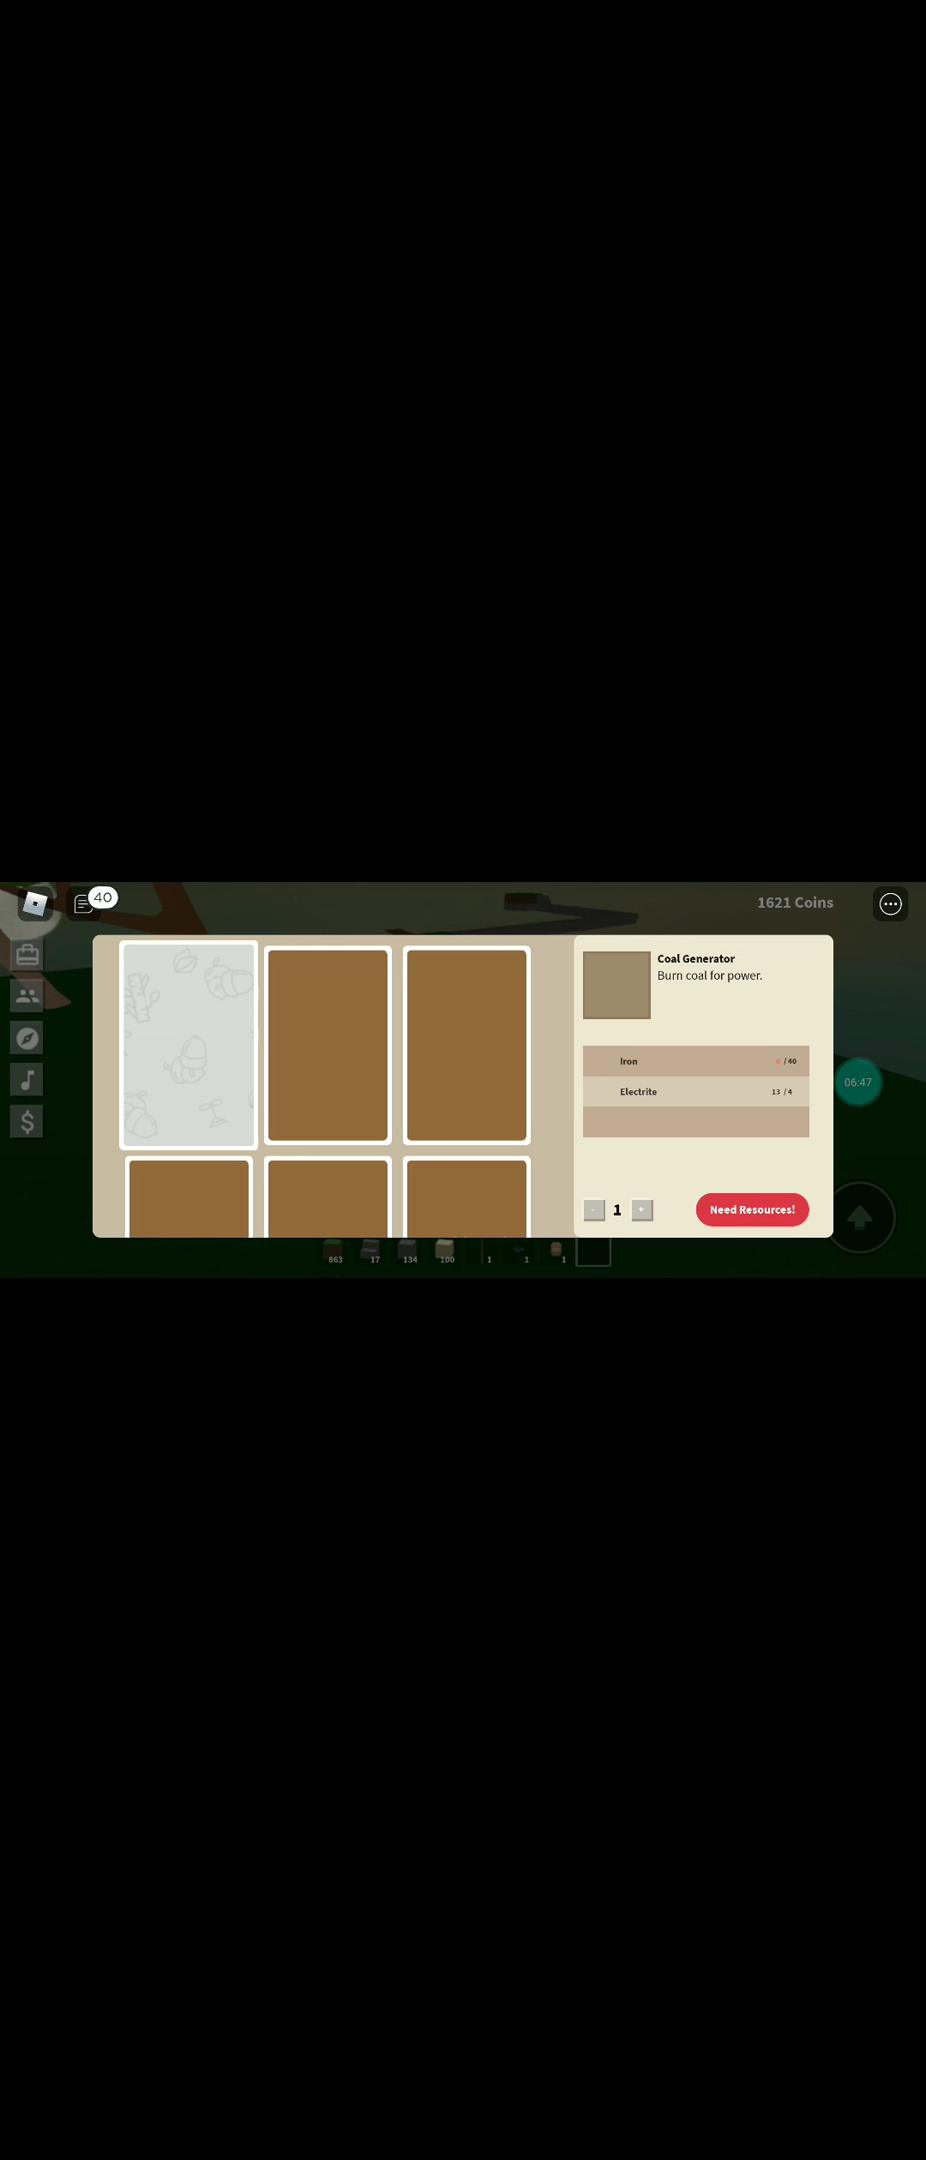 40
1621 Coins
Coal Generator
Burn coal for power.
Iron
/40
Electrite
13 /4
06:47
- 1 +
Need Resources!
863
17
134
100
1
1
1